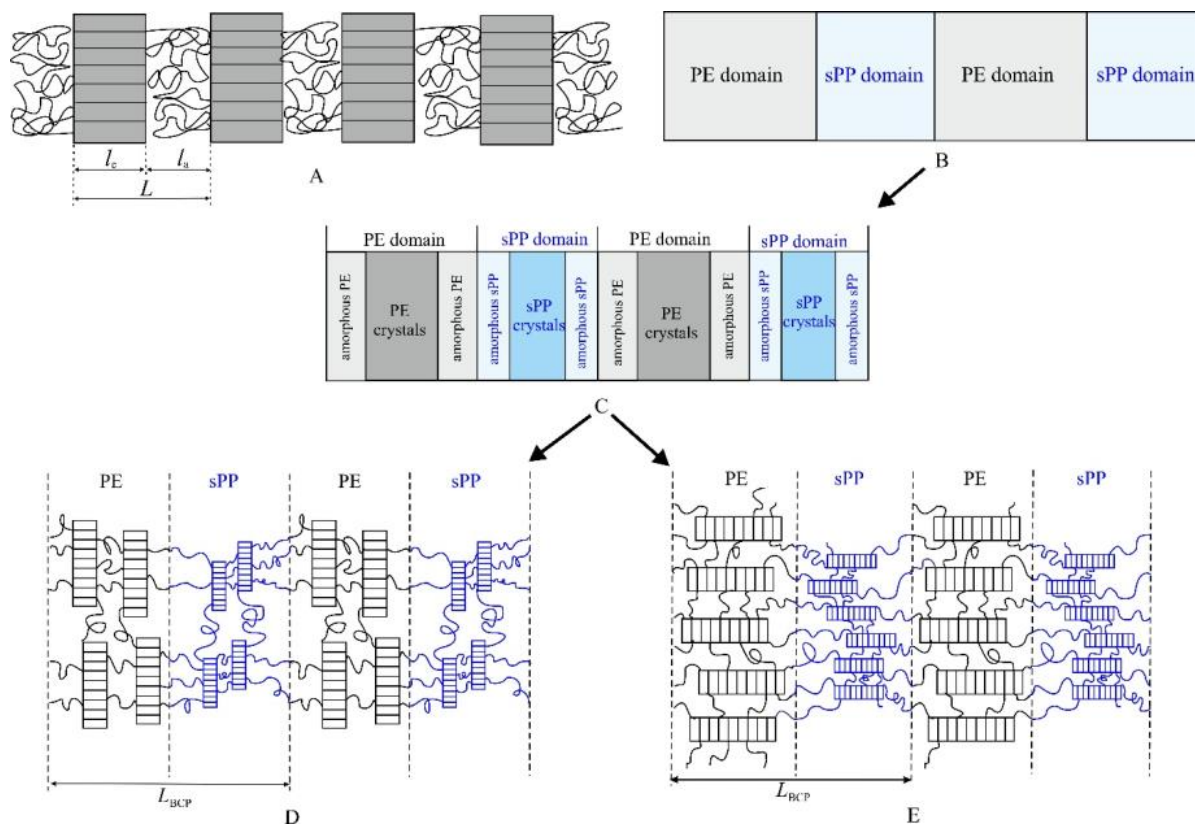 PE domain
sPP domain
PE domain
sPP domain
lc
la
L
A
B
PE domain
sPP domain
PE domain
sPP domain
amorphous PE
PE
crystals
amorphous PE
amorphous sPP
sPP
crystals
amorphous sPP
amorphous PE
PE
crystals
amorphous PE
amorphous sPP
sPP
crystals
amorphous sPP
C
PE
sPP
PE
sPP
LBCP
D
PE
sPP
PE
sPP
LBCP
E